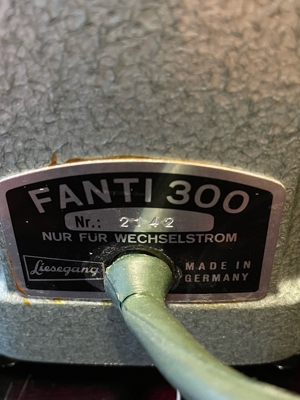 FANTI 300
Nr.: 2142
NUR FÜR WECHSELSTROM
Liesegang
MADE IN
GERMANY